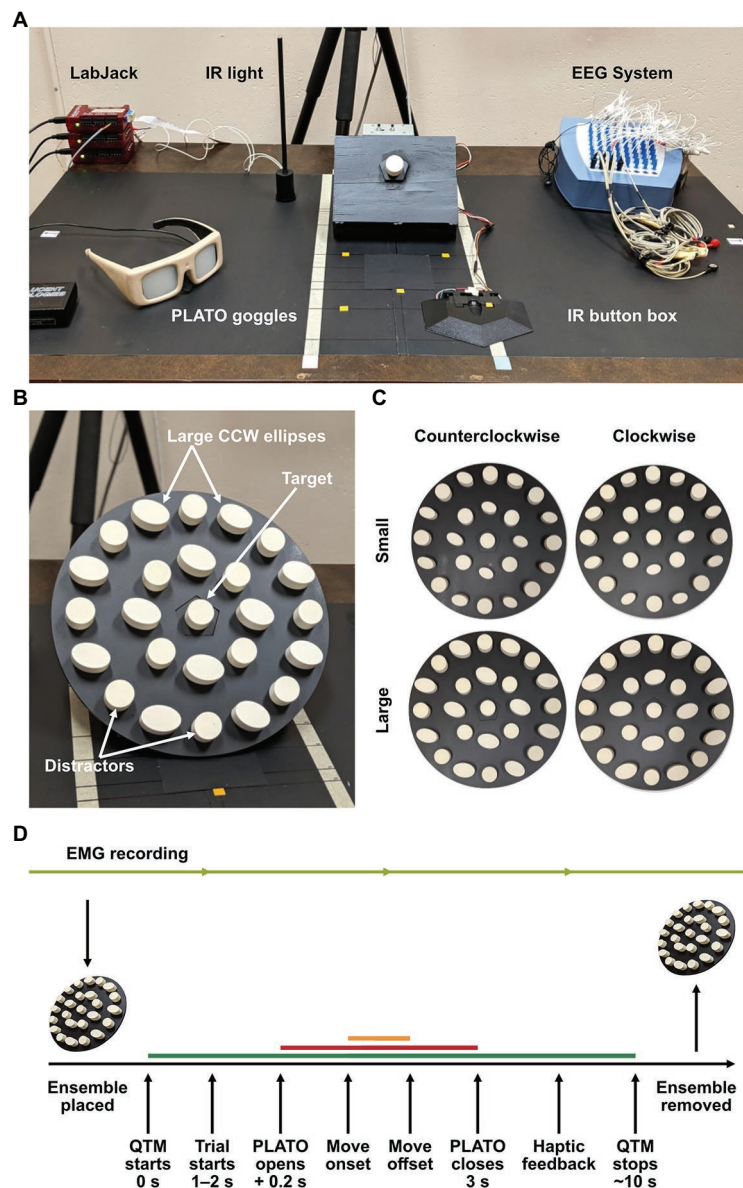 A
LabJack
IR light
EEG System
UCENT
OLOGIES
PLATO goggles
IR button box
B
Large CCW ellipses
Target
Distractors
C
Counterclockwise
Clockwise
Small
Large
D
EMG recording
Ensemble
placed
Ensemble
removed
QTM
starts
0 s
Trial
starts
1–2 s
PLATO
opens
+ 0.2 s
Move
onset
Move
offset
PLATO
closes
3 s
Haptic
feedback
QTM
stops
~10 s